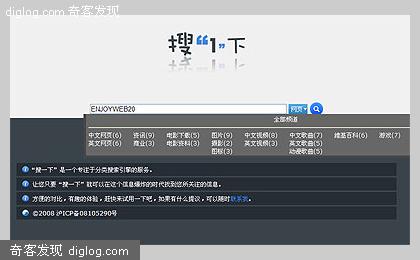 diglog.com 奇客发现
搜“1”下
ENJOYWEB20 网页
全部频道
中文网页(6) 资讯(9) 电影下载(5) 图片(9) 中文视频(8) 中文歌曲(7) 维基百科(6) 游戏(7)
英文网页(6) 商业(3) 电影资料(3) 摄影(2) 英文视频(3) 英文歌曲(5)
图标(3) 动漫歌曲(5)
“搜一下”是一个专注于分类搜索引擎的服务。
让您只要“搜一下”就可以在这个信息爆炸的时代找到您所关注的信息。
方便的对比，有趣的体验，赶快来试用一下吧，如果有什么提议，可以随时联系我。
©2008 沪ICP备08105290号
奇客发现 diglog.com